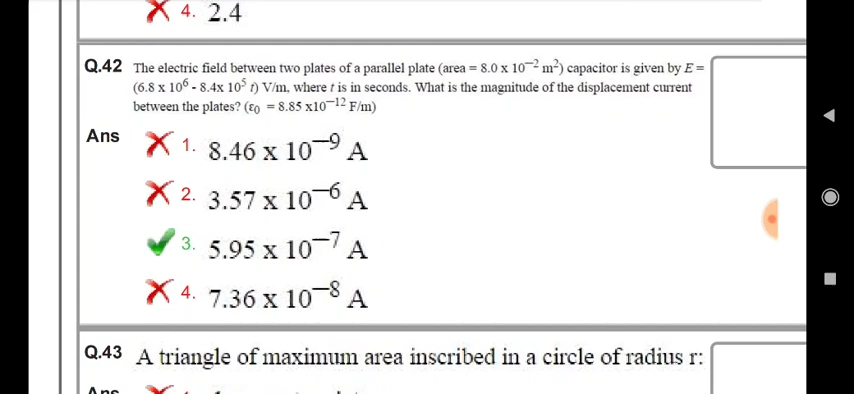 4. 2.4
Q.42 The electric field between two plates of a parallel plate (area = 8.0 x 10⁻² m²) capacitor is given by E =
(6.8 x 10⁶ - 8.4x 10⁵ t) V/m, where t is in seconds. What is the magnitude of the displacement current
between the plates? (ε₀ = 8.85 x10⁻¹² F/m)
Ans 1. 8.46 x 10⁻⁹ A
2. 3.57 x 10⁻⁶ A
3. 5.95 x 10⁻⁷ A
4. 7.36 x 10⁻⁸ A
Q.43 A triangle of maximum area inscribed in a circle of radius r:
Ans